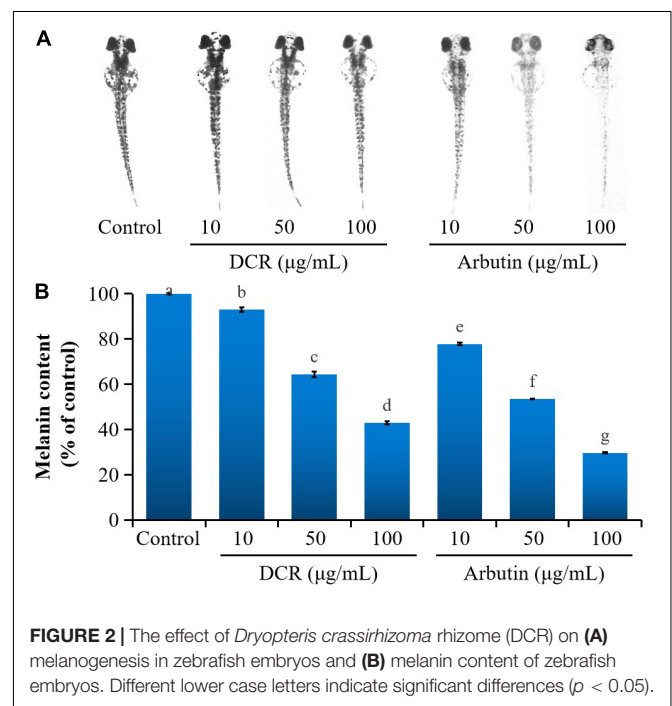 A
Control 10 50 100 10 50 100
DCR (µg/mL) Arbutin (µg/mL)
B
Melanin content
(% of control)
100
80
60
40
20
0
a b c d e f g
Control 10 50 100 10 50 100
DCR (µg/mL) Arbutin (µg/mL)
FIGURE 2 | The effect of Dryopteris crassirhizoma rhizome (DCR) on (A)
melanogenesis in zebrafish embryos and (B) melanin content of zebrafish
embryos. Different lower case letters indicate significant differences (p < 0.05).